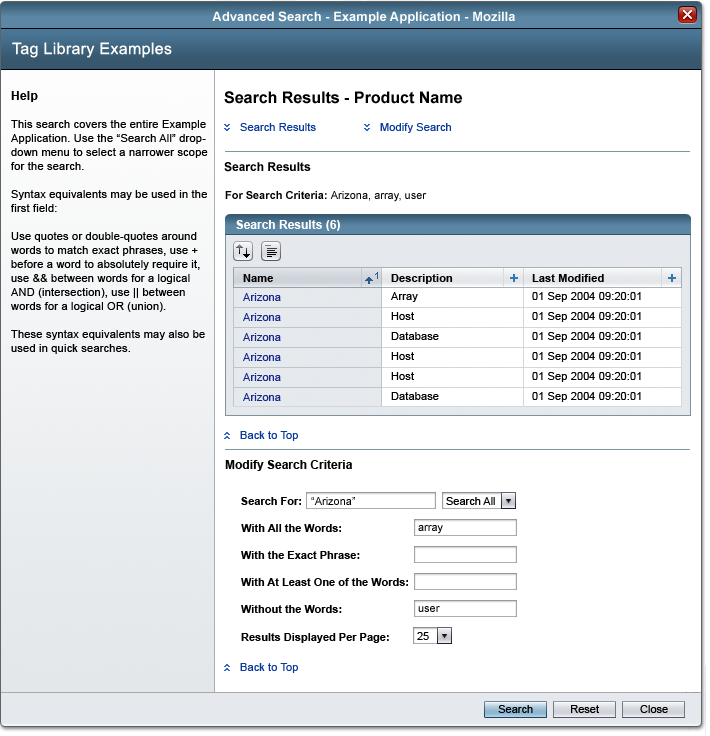 Advanced Search - Example Application - Mozilla
Tag Library Examples
Help
This search covers the entire Example
Application. Use the “Search All” drop-
down menu to select a narrower scope
for the search.
Syntax equivalents may be used in the
first field:
Use quotes or double-quotes around
words to match exact phrases, use +
before a word to absolutely require it,
use && between words for a logical
AND (intersection), use || between
words for a logical OR (union).
These syntax equivalents may also be
used in quick searches.
Search Results - Product Name
Search Results Modify Search
Search Results
For Search Criteria: Arizona, array, user
Search Results (6)
Name 1 Description + Last Modified +
Arizona Array 01 Sep 2004 09:20:01
Arizona Host 01 Sep 2004 09:20:01
Arizona Database 01 Sep 2004 09:20:01
Arizona Host 01 Sep 2004 09:20:01
Arizona Host 01 Sep 2004 09:20:01
Arizona Database 01 Sep 2004 09:20:01
Back to Top
Modify Search Criteria
Search For: “Arizona” Search All
With All the Words: array
With the Exact Phrase:
With At Least One of the Words:
Without the Words: user
Results Displayed Per Page: 25
Back to Top
Search Reset Close